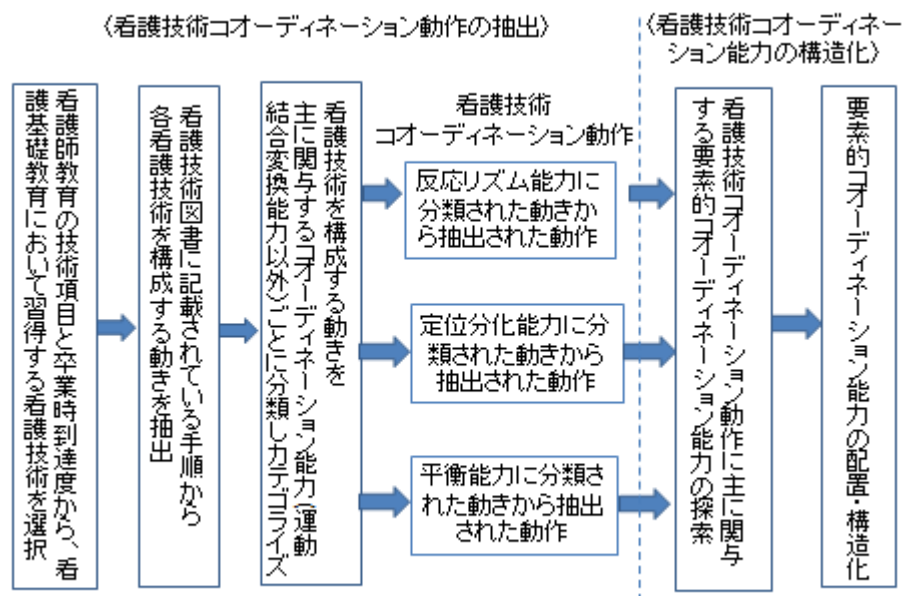 〈看護技術コオーディネーション動作の抽出〉
〈看護技術コオーディネー
ション能力の構造化〉
看護師教育の技術項目と卒業時到達度から、看
護基礎教育において習得する看護技術を選択
看護技術図書に記載されている手順から
各看護技術を構成する動きを抽出
看護技術を構成する動きを
主に関与するコオーディネーション能力(運動
結合変換能力以外)ごとに分類しカテゴライズ
看護技術
コオーディネーション動作
反応リズム能力に
分類された動きか
ら抽出された動作
定位分化能力に分
類された動きから
抽出された動作
平衡能力に分類さ
れた動きから抽出
された動作
看護技術コオーディネーション動作に主に関与
する要素的コオーディネーション能力の探索
要素的コオーディネーション能力の配置・構造化